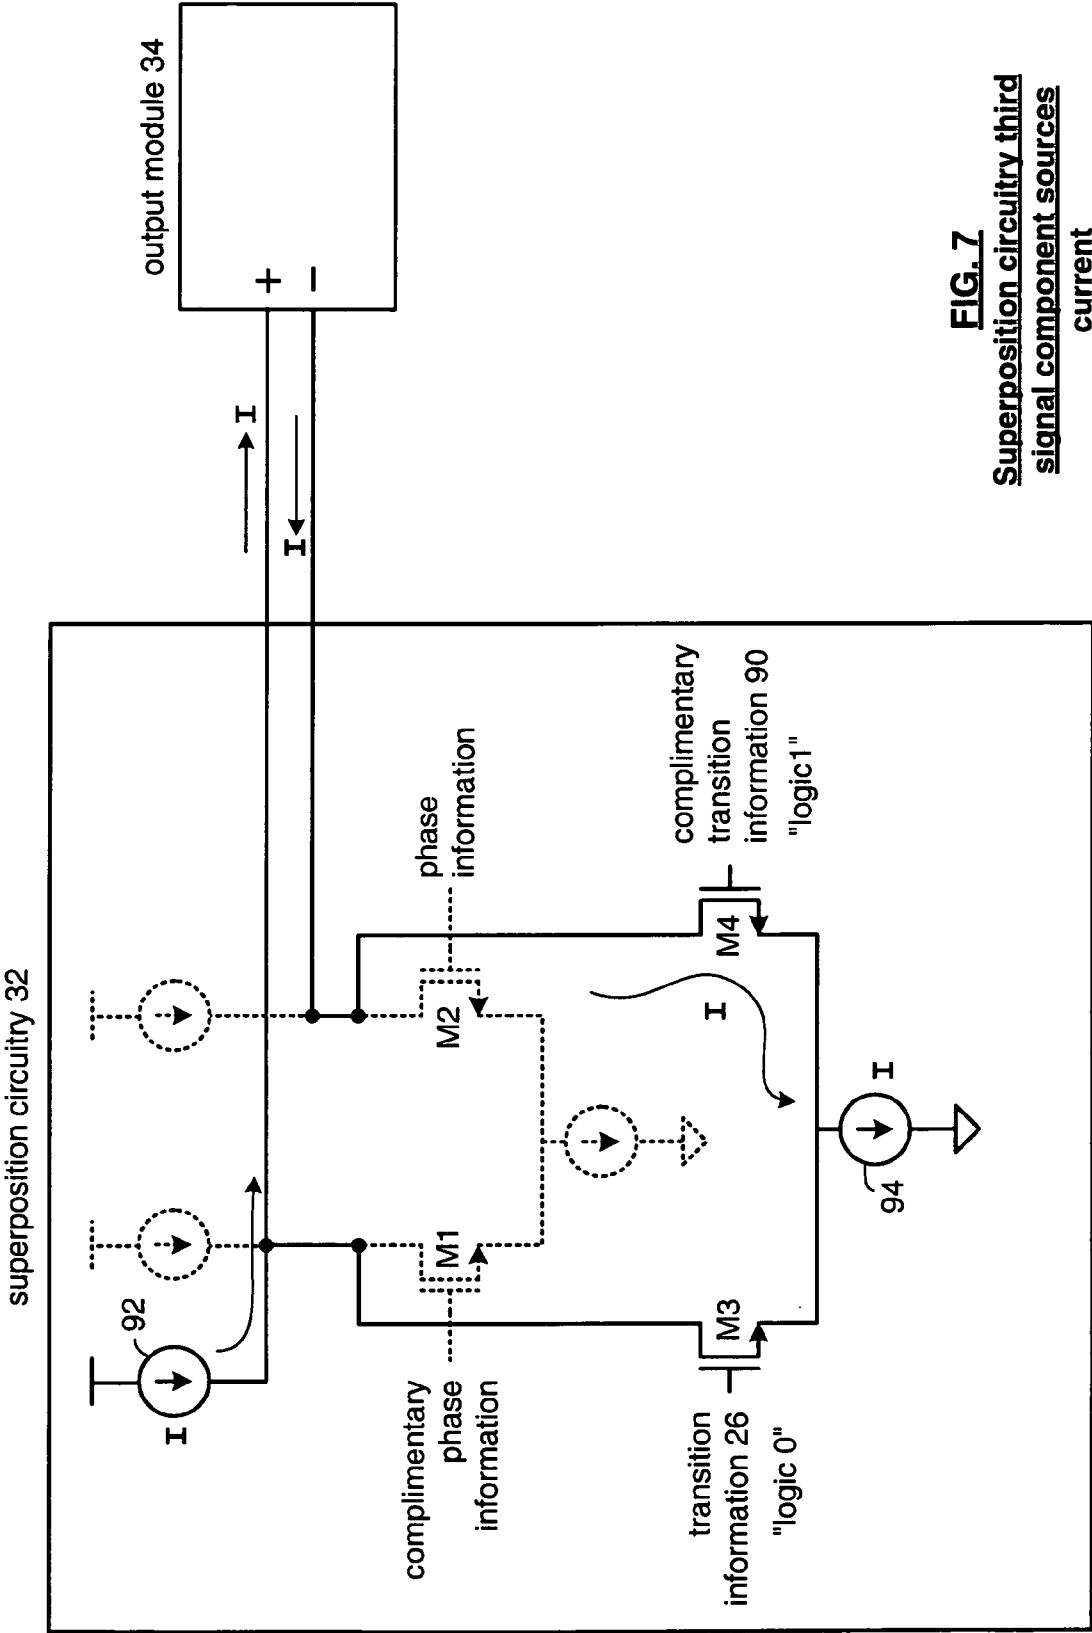 superposition circuitry 32
output module 34
+
−
I
I
92
I
complimentary
phase
information
M1
M2
phase
information
transition
information 26
"logic 0"
M3
M4
I
complimentary
transition
information 90
"logic1"
94
I
FIG. 7
Superposition circuitry third
signal component sources
current